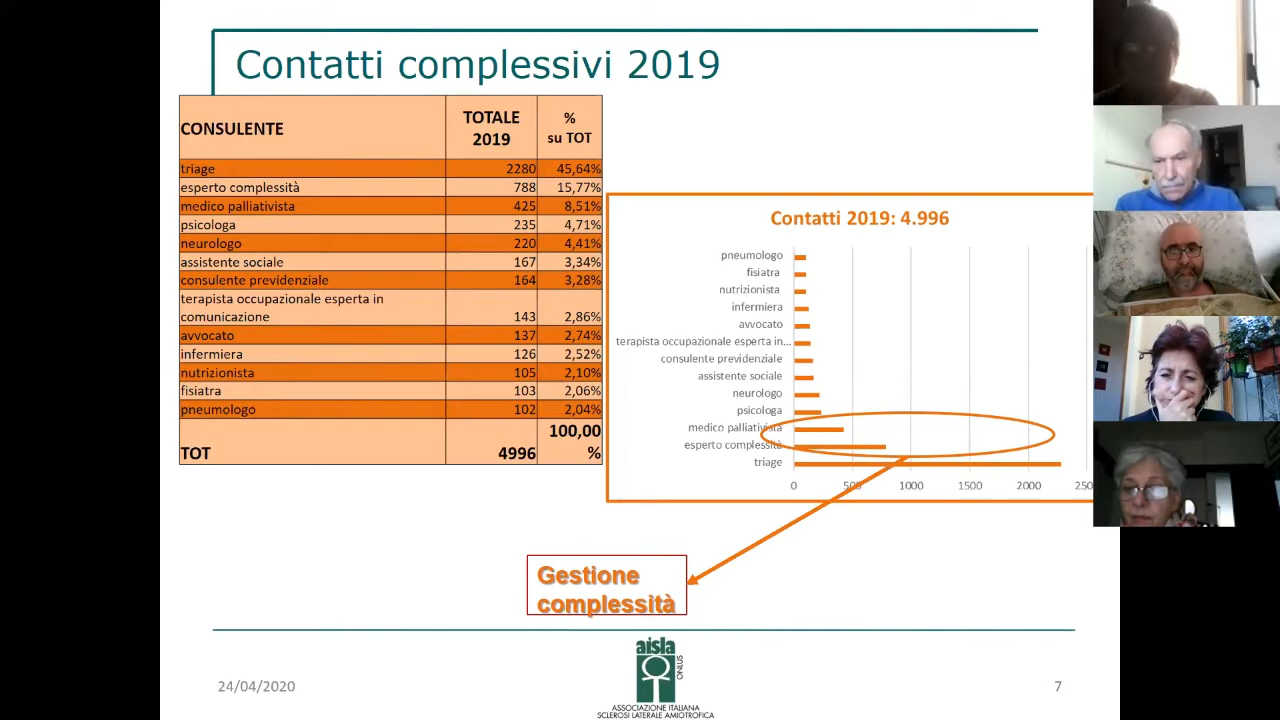 Contatti complessivi 2019
CONSULENTE TOTALE 2019 % su TOT
triage 2280 45,64%
esperto complessità 788 15,77%
medico palliativista 425 8,51%
psicologa 235 4,71%
neurologo 220 4,41%
assistente sociale 167 3,34%
consulente previdenziale 164 3,28%
terapista occupazionale esperta in
comunicazione 143 2,86%
avvocato 137 2,74%
infermiera 126 2,52%
nutrizionista 105 2,10%
fisiatra 103 2,06%
pneumologo 102 2,04%
TOT 4996 100,00 %
Contatti 2019: 4.996
pneumologo
fisiatra
nutrizionista
infermiera
avvocato
terapista occupazionale esperta in...
consulente previdenziale
assistente sociale
neurologo
psicologa
medico palliativista
esperto complessità
triage
0 500 1000 1500 2000 250
Gestione
complessità
24/04/2020
aisla
ONLUS
ASSOCIAZIONE ITALIANA
SCLEROSI LATERALE AMIOTROFICA
7